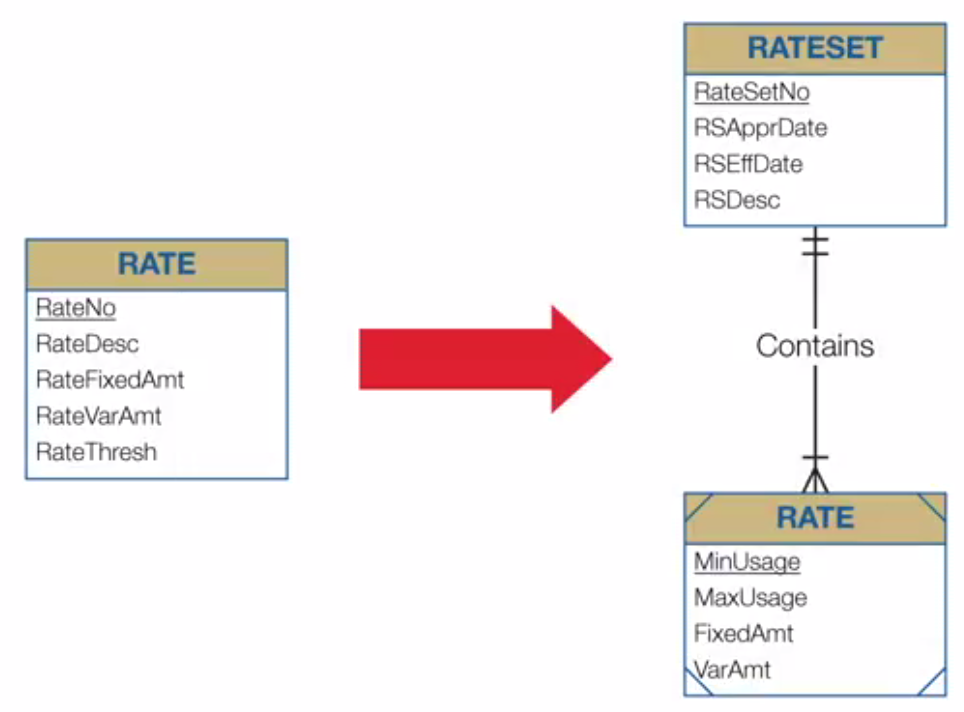 RATE
RateNo
RateDesc
RateFixedAmt
RateVarAmt
RateThresh
RATESET
RateSetNo
RSApprDate
RSEffDate
RSDesc
Contains
RATE
MinUsage
MaxUsage
FixedAmt
VarAmt